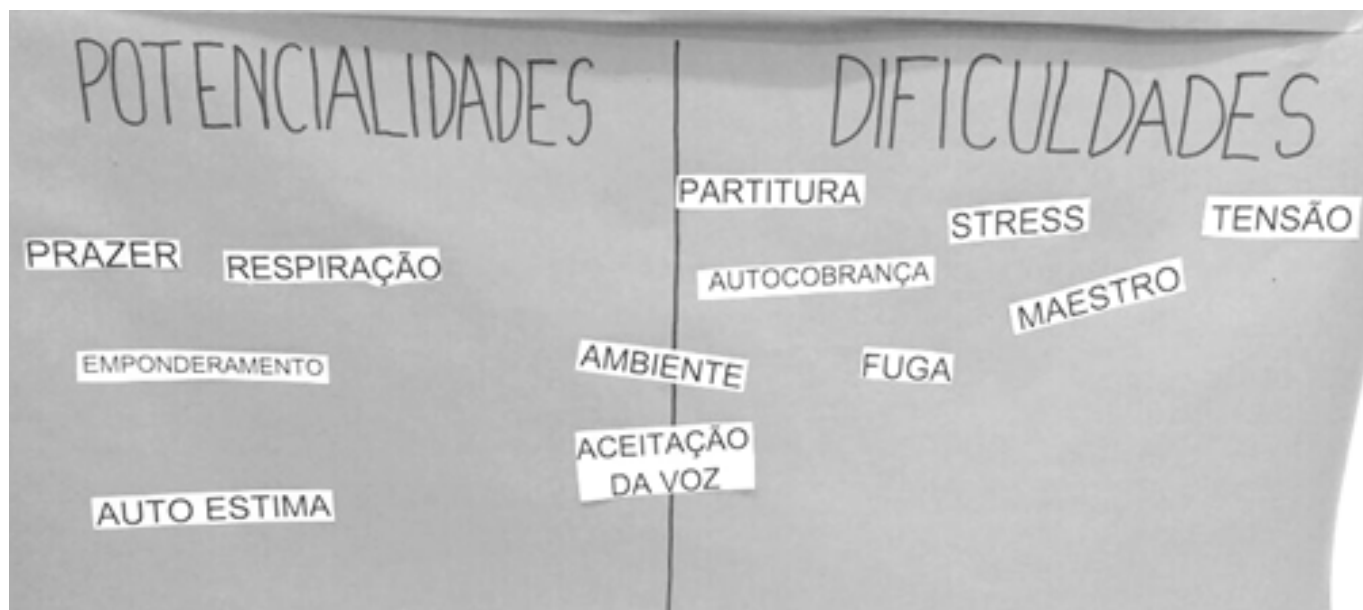 POTENCIALIDADES
DIFICULDADES
PRAZER
RESPIRAÇÃO
EMPONDERAMENTO
AUTO ESTIMA
AMBIENTE
ACEITAÇÃO
DA VOZ
PARTITURA
STRESS
TENSÃO
AUTOCOBRANÇA
MAESTRO
FUGA